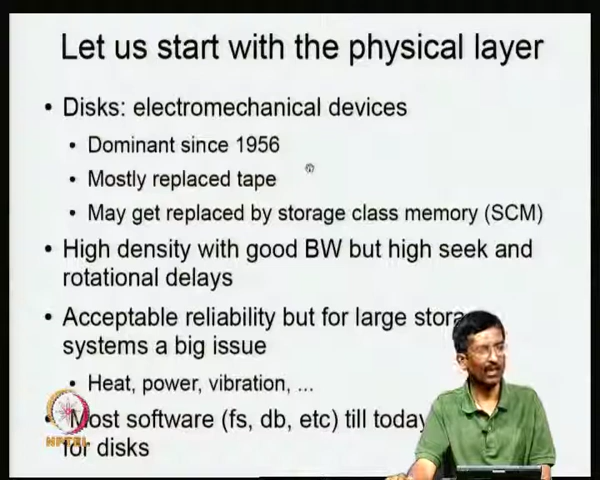 Let us start with the physical layer
• Disks: electromechanical devices
• Dominant since 1956
• Mostly replaced tape
• May get replaced by storage class memory (SCM)
• High density with good BW but high seek and
rotational delays
• Acceptable reliability but for large
systems a big issue
• Heat, power, vibration, ...
Most software (fs, db, etc) till today
for disks
NPTEL